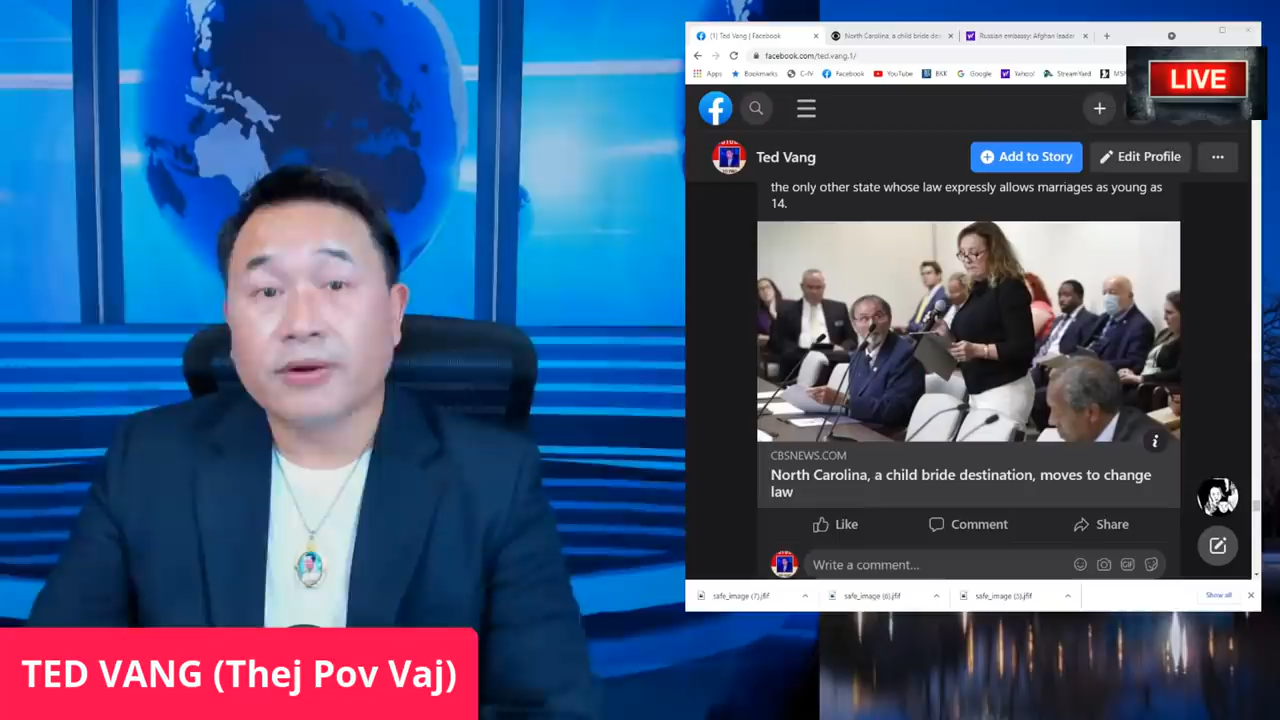 (1) Ted Vang | Facebook
North Carolina, a child bride des
Russian embassy: Afghan leader
facebook.com/ted.vang.1/
Apps Bookmarks C-IV Facebook YouTube BKK Google Yahoo! StreamYard
LIVE
Ted Vang
Add to Story
Edit Profile
the only other state whose law expressly allows marriages as young as
14.
CBSNEWS.COM
North Carolina, a child bride destination, moves to change
law
Like Comment Share
Write a comment...
GIF
safe_image (7).jfif
safe_image (6).jfif
safe_image (5).jfif
Show all
TED VANG (Thej Pov Vaj)